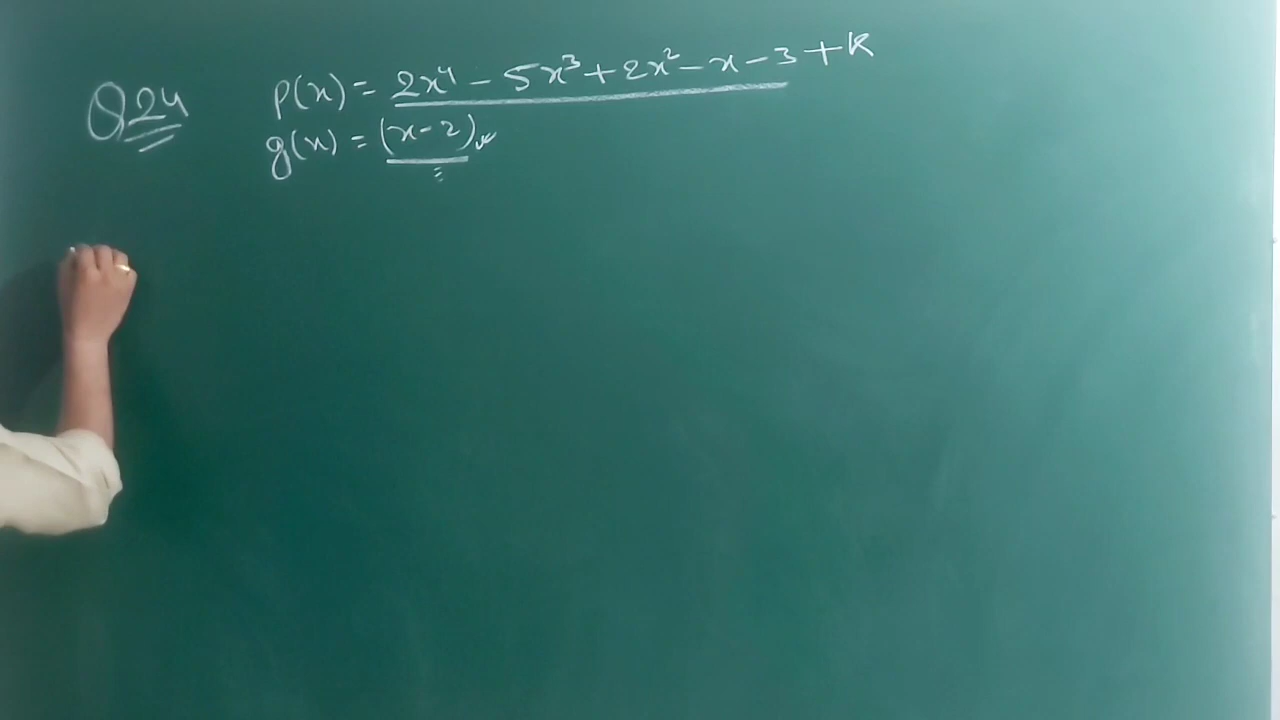 Q24 p(x) = 2x⁴ - 5x³ + 2x² - x - 3 + k
g(x) = (x-2)